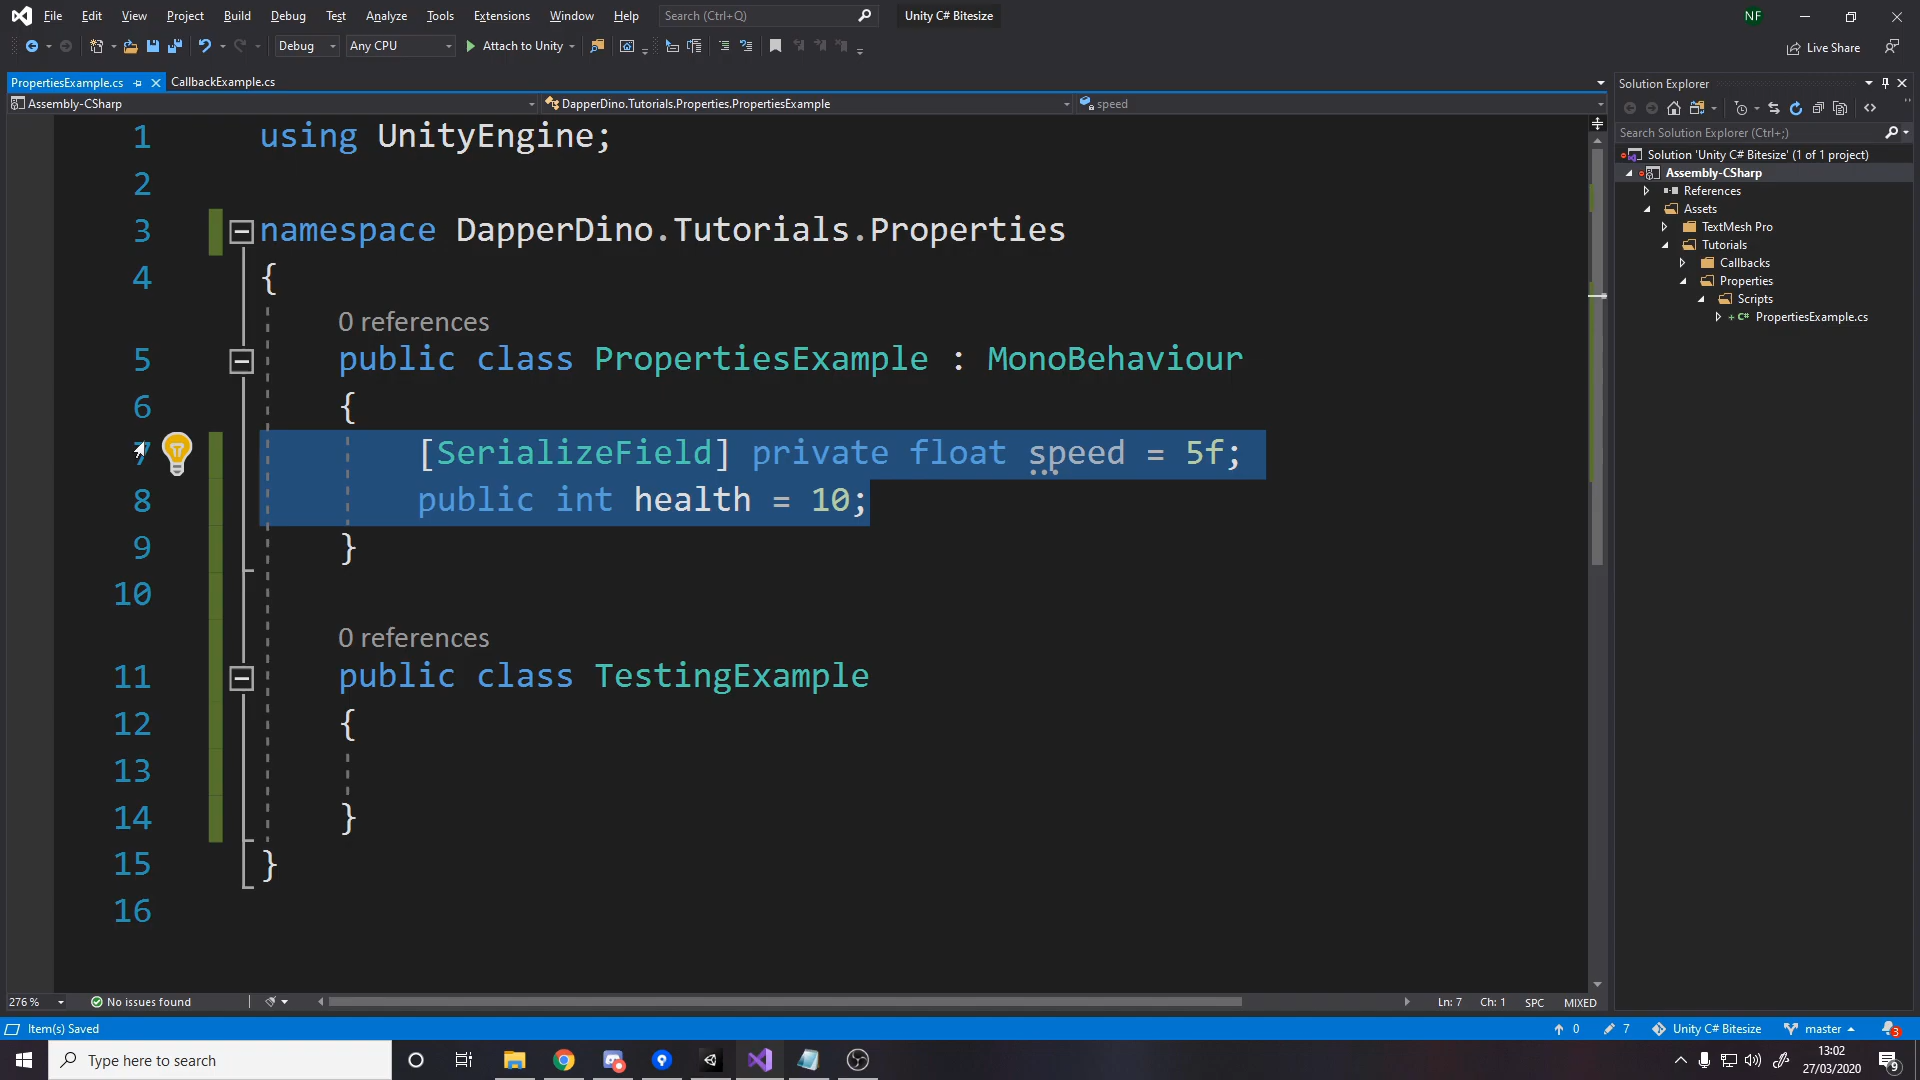 File Edit View Project Build Debug Test Analyze Tools Extensions Window Help Search (Ctrl+Q) Unity C# Bitesize NF
Debug Any CPU Attach to Unity Live Share
PropertiesExample.cs CallbackExample.cs
Assembly-CSharp DapperDino.Tutorials.Properties.PropertiesExample speed
1 using UnityEngine;
2
3 namespace DapperDino.Tutorials.Properties
4 {
0 references
5 public class PropertiesExample : MonoBehaviour
6 {
7 [SerializeField] private float speed = 5f;
8 public int health = 10;
9 }
10
0 references
11 public class TestingExample
12 {
13
14 }
15 }
16
Solution Explorer
Search Solution Explorer (Ctrl+;)
Solution 'Unity C# Bitesize' (1 of 1 project)
Assembly-CSharp
References
Assets
TextMesh Pro
Tutorials
Callbacks
Properties
Scripts
C# PropertiesExample.cs
276 % No issues found Ln: 7 Ch: 1 SPC MIXED
Item(s) Saved 0 7 Unity C# Bitesize master 3
Type here to search 13:02
27/03/2020 9